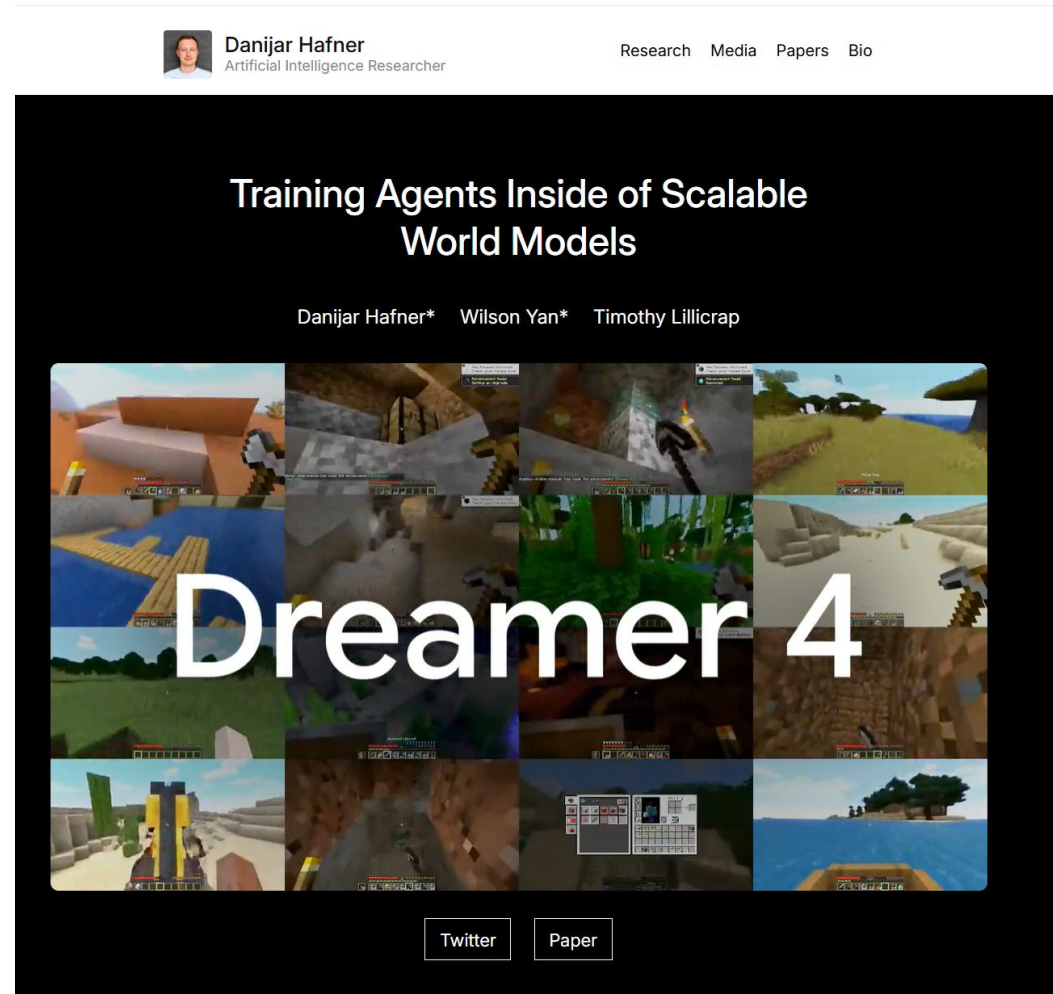 Danijar Hafner
Artificial Intelligence Researcher
Research Media Papers Bio
Training Agents Inside of Scalable
World Models
Danijar Hafner* Wilson Yan* Timothy Lillicrap
Dreamer 4
Twitter Paper